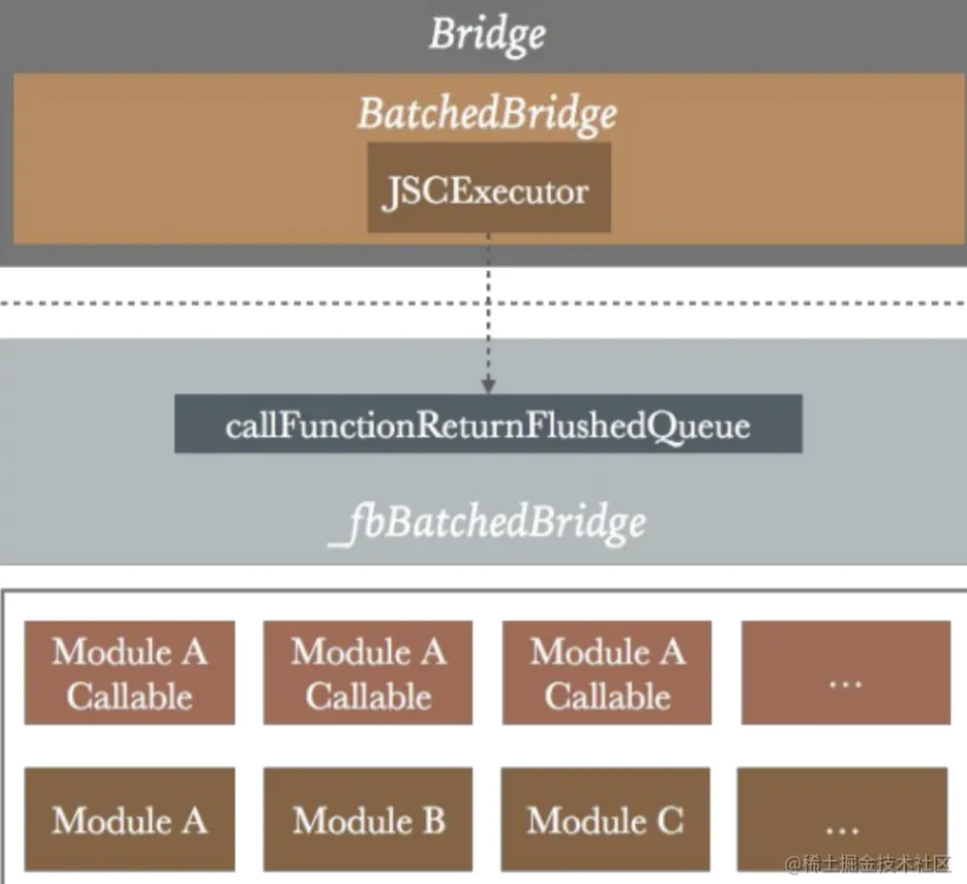 Bridge
BatchedBridge
JSCExecutor
callFunctionReturnFlushedQueue
_fbBatchedBridge
Module A Module A Module A
Callable Callable Callable ...
Module A Module B Module C ...
@稀土掘金技术社区